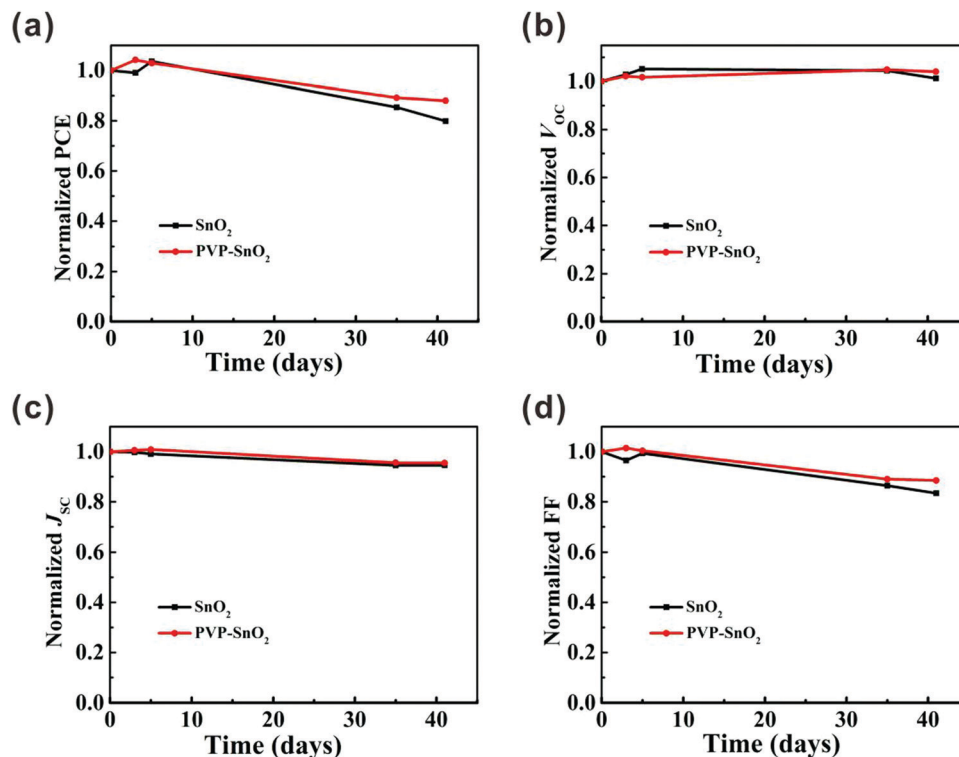 (a)
Normalized PCE
1.0
0.8
0.6
0.4
0.2
0.0
SnO₂
PVP-SnO₂
0 10 20 30 40
Time (days)
(b)
Normalized V_OC
1.0
0.8
0.6
0.4
0.2
0.0
SnO₂
PVP-SnO₂
0 10 20 30 40
Time (days)
(c)
Normalized J_SC
1.0
0.8
0.6
0.4
0.2
0.0
SnO₂
PVP-SnO₂
0 10 20 30 40
Time (days)
(d)
Normalized FF
1.0
0.8
0.6
0.4
0.2
0.0
SnO₂
PVP-SnO₂
0 10 20 30 40
Time (days)